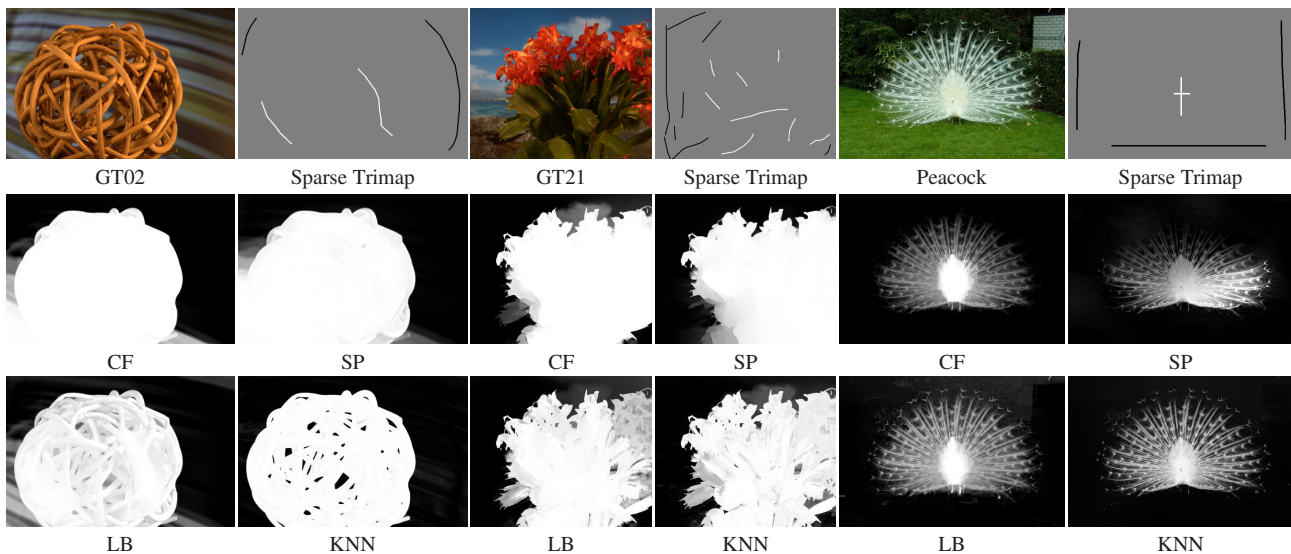 GT02 Sparse Trimap GT21 Sparse Trimap Peacock Sparse Trimap
CF SP CF SP CF SP
LB KNN LB KNN LB KNN